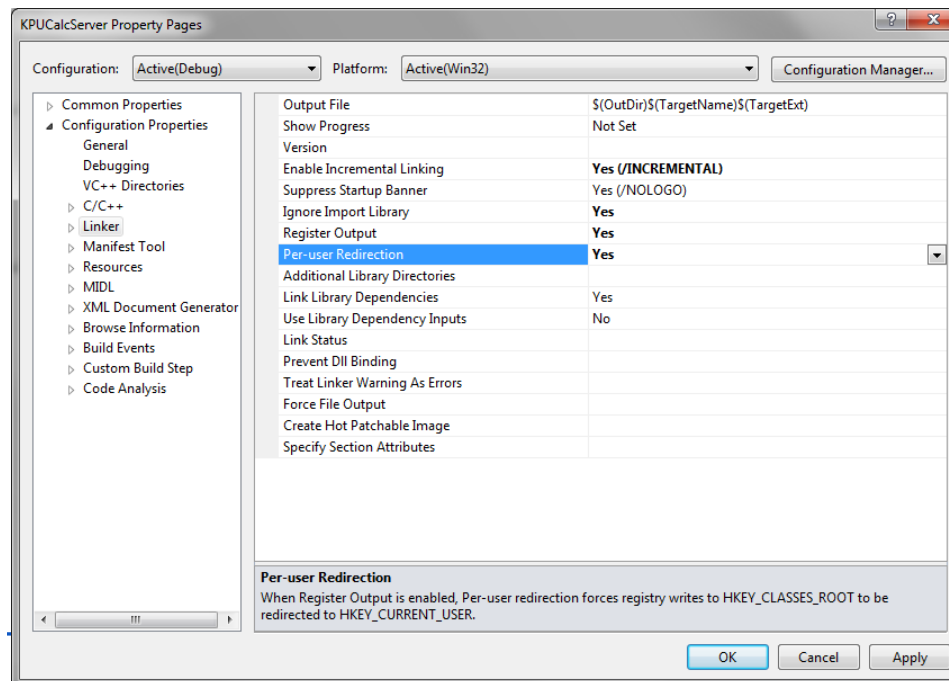 KPUCalcServer Property Pages
Configuration: Active(Debug) Platform: Active(Win32) Configuration Manager...
Common Properties
Configuration Properties
General
Debugging
VC++ Directories
C/C++
Linker
Manifest Tool
Resources
MIDL
XML Document Generator
Browse Information
Build Events
Custom Build Step
Code Analysis
Output File $(OutDir)$(TargetName)$(TargetExt)
Show Progress Not Set
Version
Enable Incremental Linking Yes (/INCREMENTAL)
Suppress Startup Banner Yes (/NOLOGO)
Ignore Import Library Yes
Register Output Yes
Per-user Redirection Yes
Additional Library Directories
Link Library Dependencies Yes
Use Library Dependency Inputs No
Link Status
Prevent Dll Binding
Treat Linker Warning As Errors
Force File Output
Create Hot Patchable Image
Specify Section Attributes
Per-user Redirection
When Register Output is enabled, Per-user redirection forces registry writes to HKEY_CLASSES_ROOT to be
redirected to HKEY_CURRENT_USER.
OK Cancel Apply